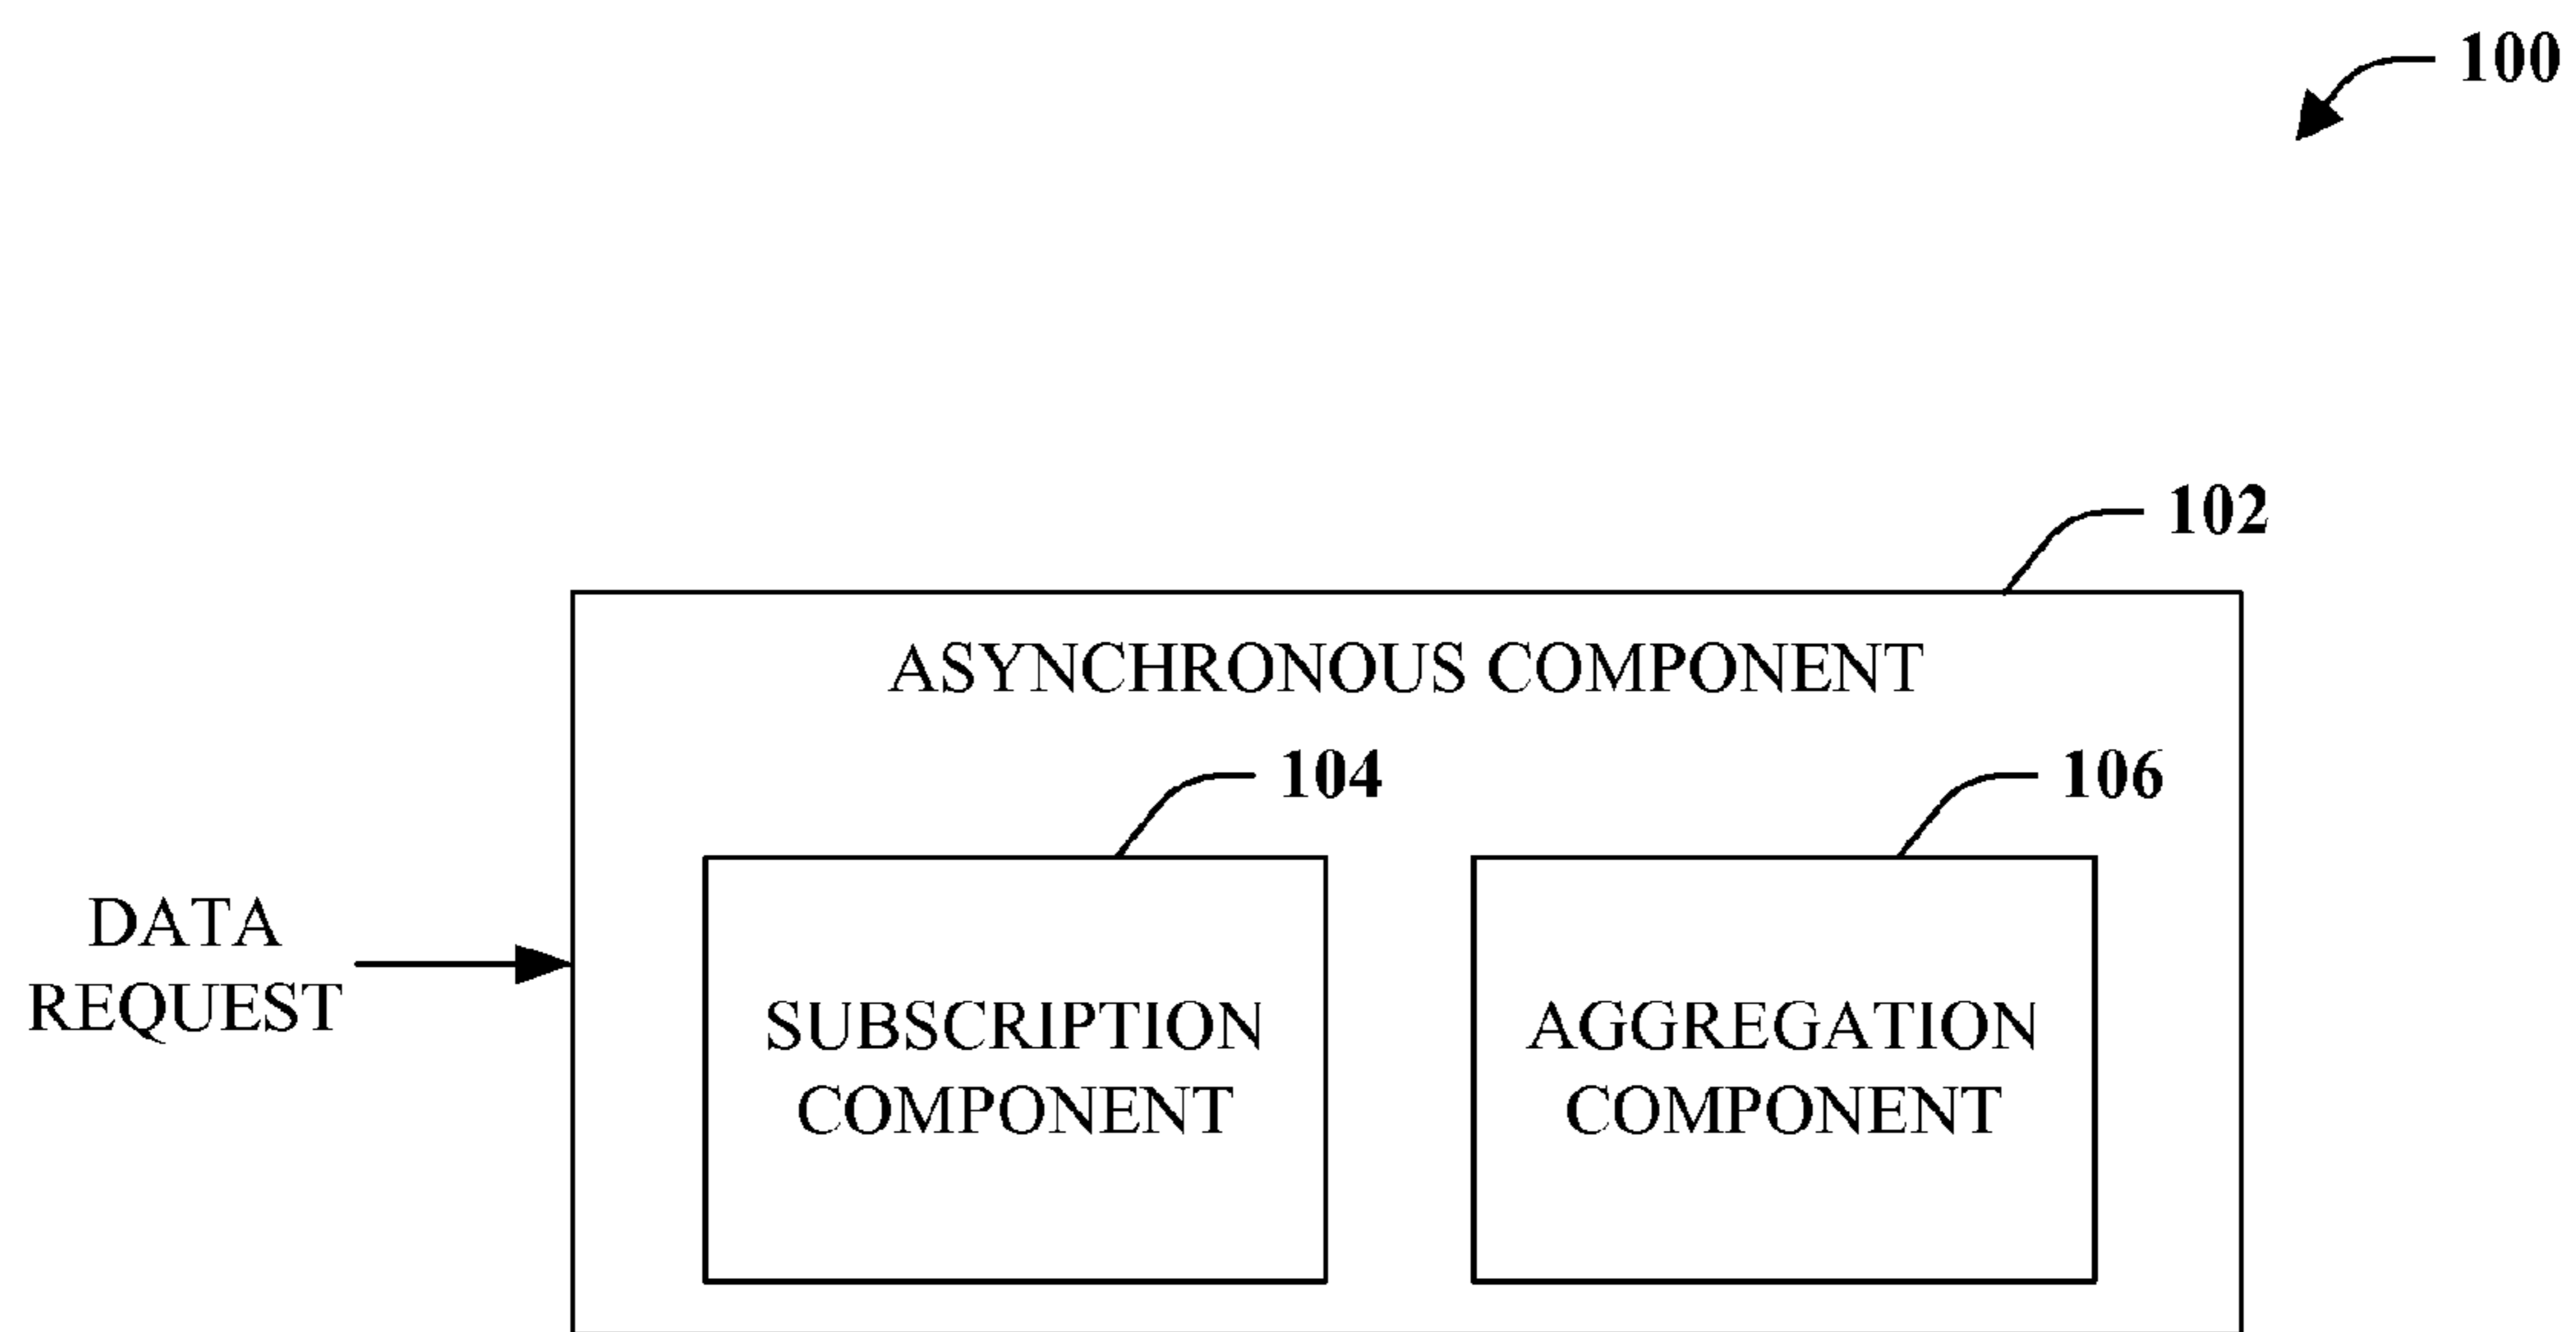 100
102
ASYNCHRONOUS COMPONENT
104
106
DATA
REQUEST
SUBSCRIPTION
COMPONENT
AGGREGATION
COMPONENT